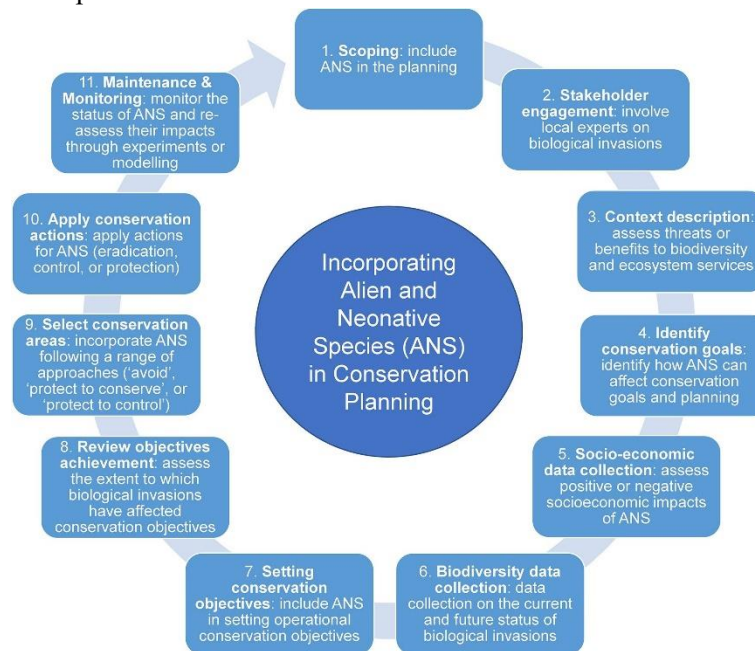 1. Scoping: include
ANS in the planning
2. Stakeholder
engagement: involve
local experts on
biological invasions
3. Context description:
assess threats or
benefits to biodiversity
and ecosystem services
4. Identify
conservation goals:
identify how ANS can
affect conservation
goals and planning
5. Socio-economic
data collection: assess
positive or negative
socioeconomic impacts
of ANS
6. Biodiversity data
collection: data
collection on the current
and future status of
biological invasions
7. Setting
conservation
objectives: include ANS
in setting operational
conservation objectives
8. Review objectives
achievement: assess
the extent to which
biological invasions
have affected
conservation objectives
9. Select conservation
areas: incorporate ANS
following a range of
approaches (‘avoid’,
‘protect to conserve’, or
‘protect to control’)
10. Apply conservation
actions: apply actions
for ANS (eradication,
control, or protection)
11. Maintenance &
Monitoring: monitor the
status of ANS and re-
assess their impacts
through experiments or
modelling
Incorporating
Alien and
Neonative
Species (ANS)
in Conservation
Planning